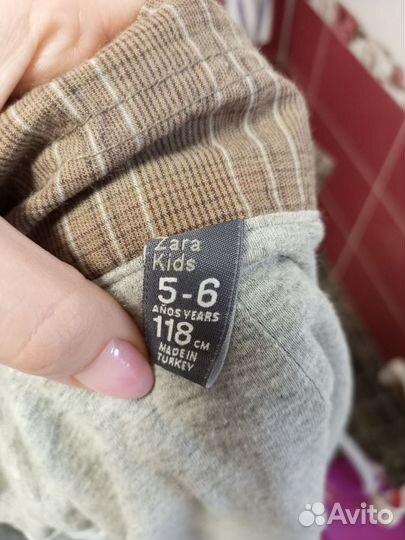 Zara
Kids
5-6
AÑOS YEARS
118 CM
MADE IN
TURKEY
Avito